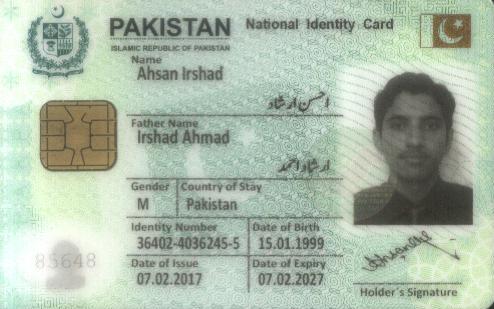 PAKISTAN National Identity Card
ISLAMIC REPUBLIC OF PAKISTAN
Name
Ahsan Irshad
احسن ارشاد
Father Name
Irshad Ahmad
ارشاد احمد
Gender Country of Stay
M Pakistan
Identity Number Date of Birth
36402-4036245-5 15.01.1999
Date of Issue Date of Expiry
07.02.2017 07.02.2027
85648
Holder's Signature